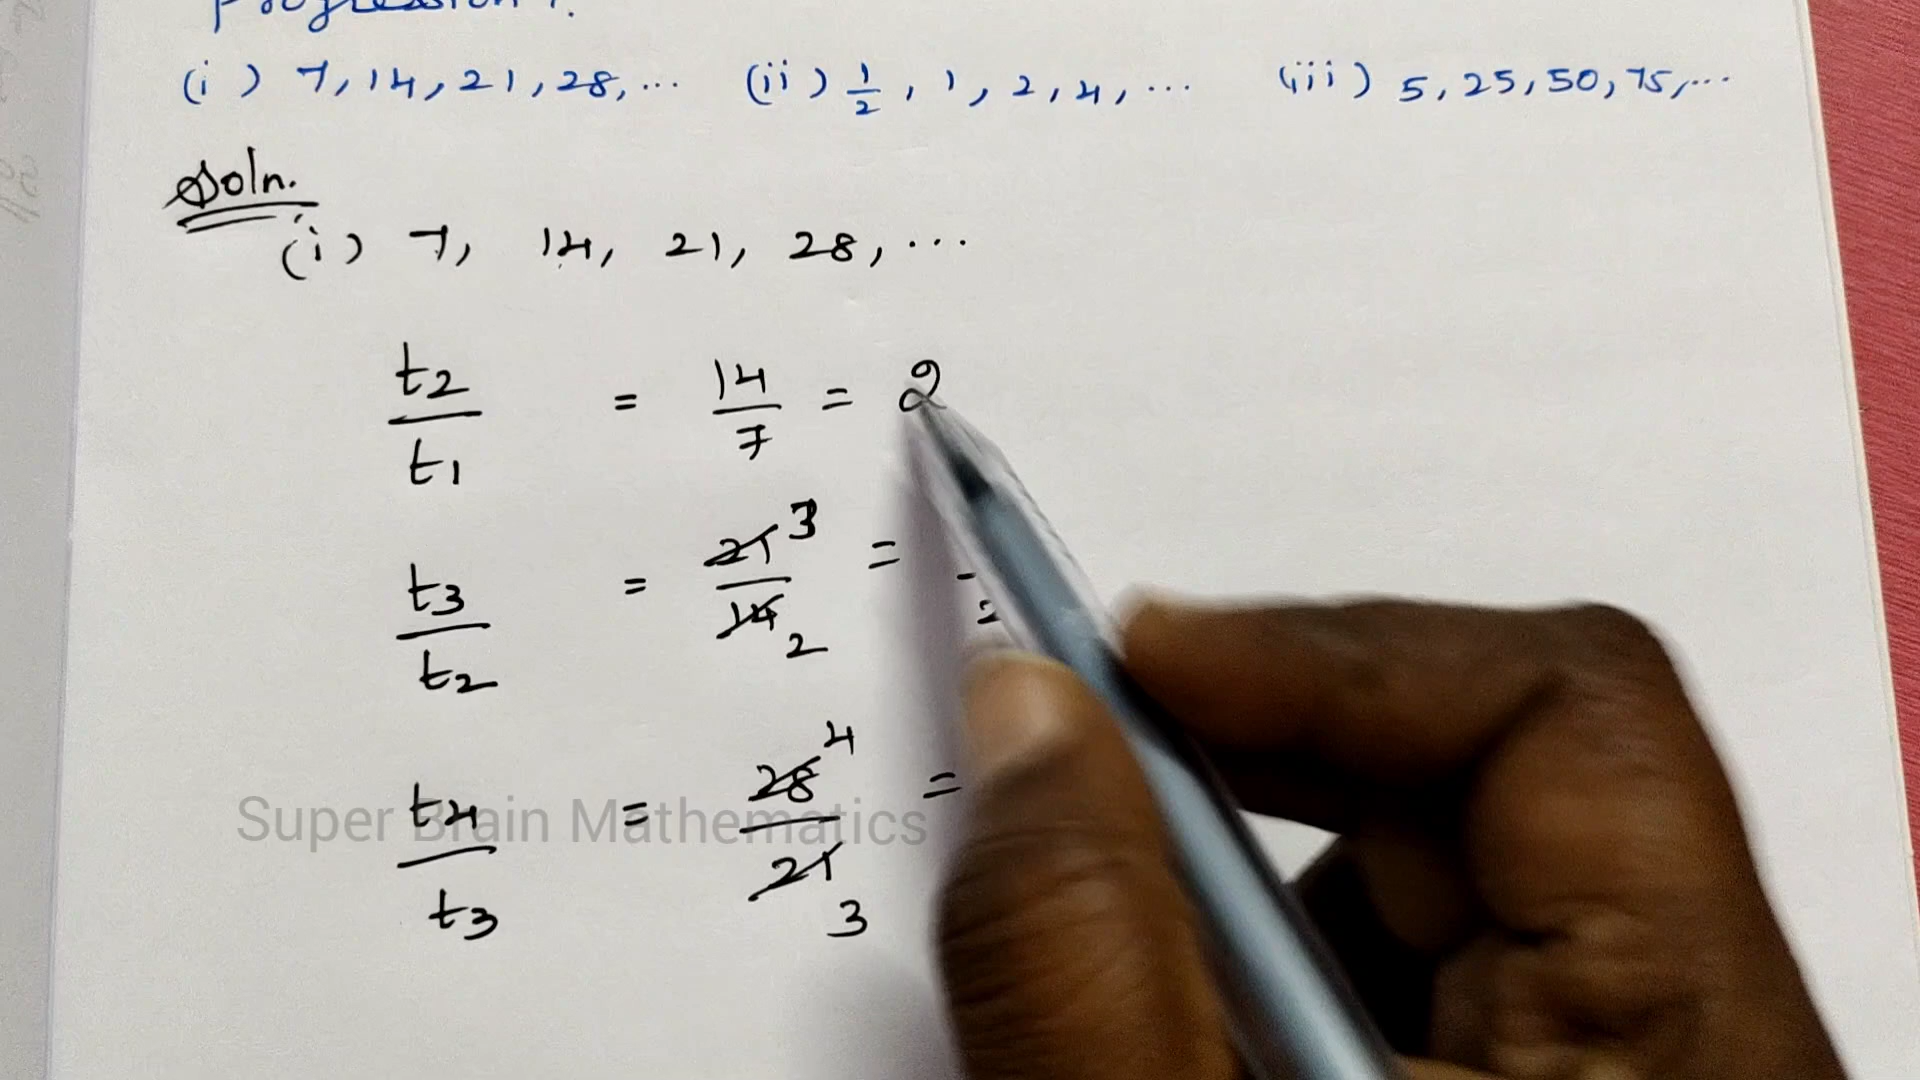 Progression?
(i) 7, 14, 21, 28, ... (ii) 1/2, 1, 2, 4, ... (iii) 5, 25, 50, 75, ...
Soln.
(i) 7, 14, 21, 28, ...
t2/t1 = 14/7 = 2
t3/t2 = 21/14 3 2 =
2
t4/t3 = 28/21 4 3 =
Super Brain Mathematics